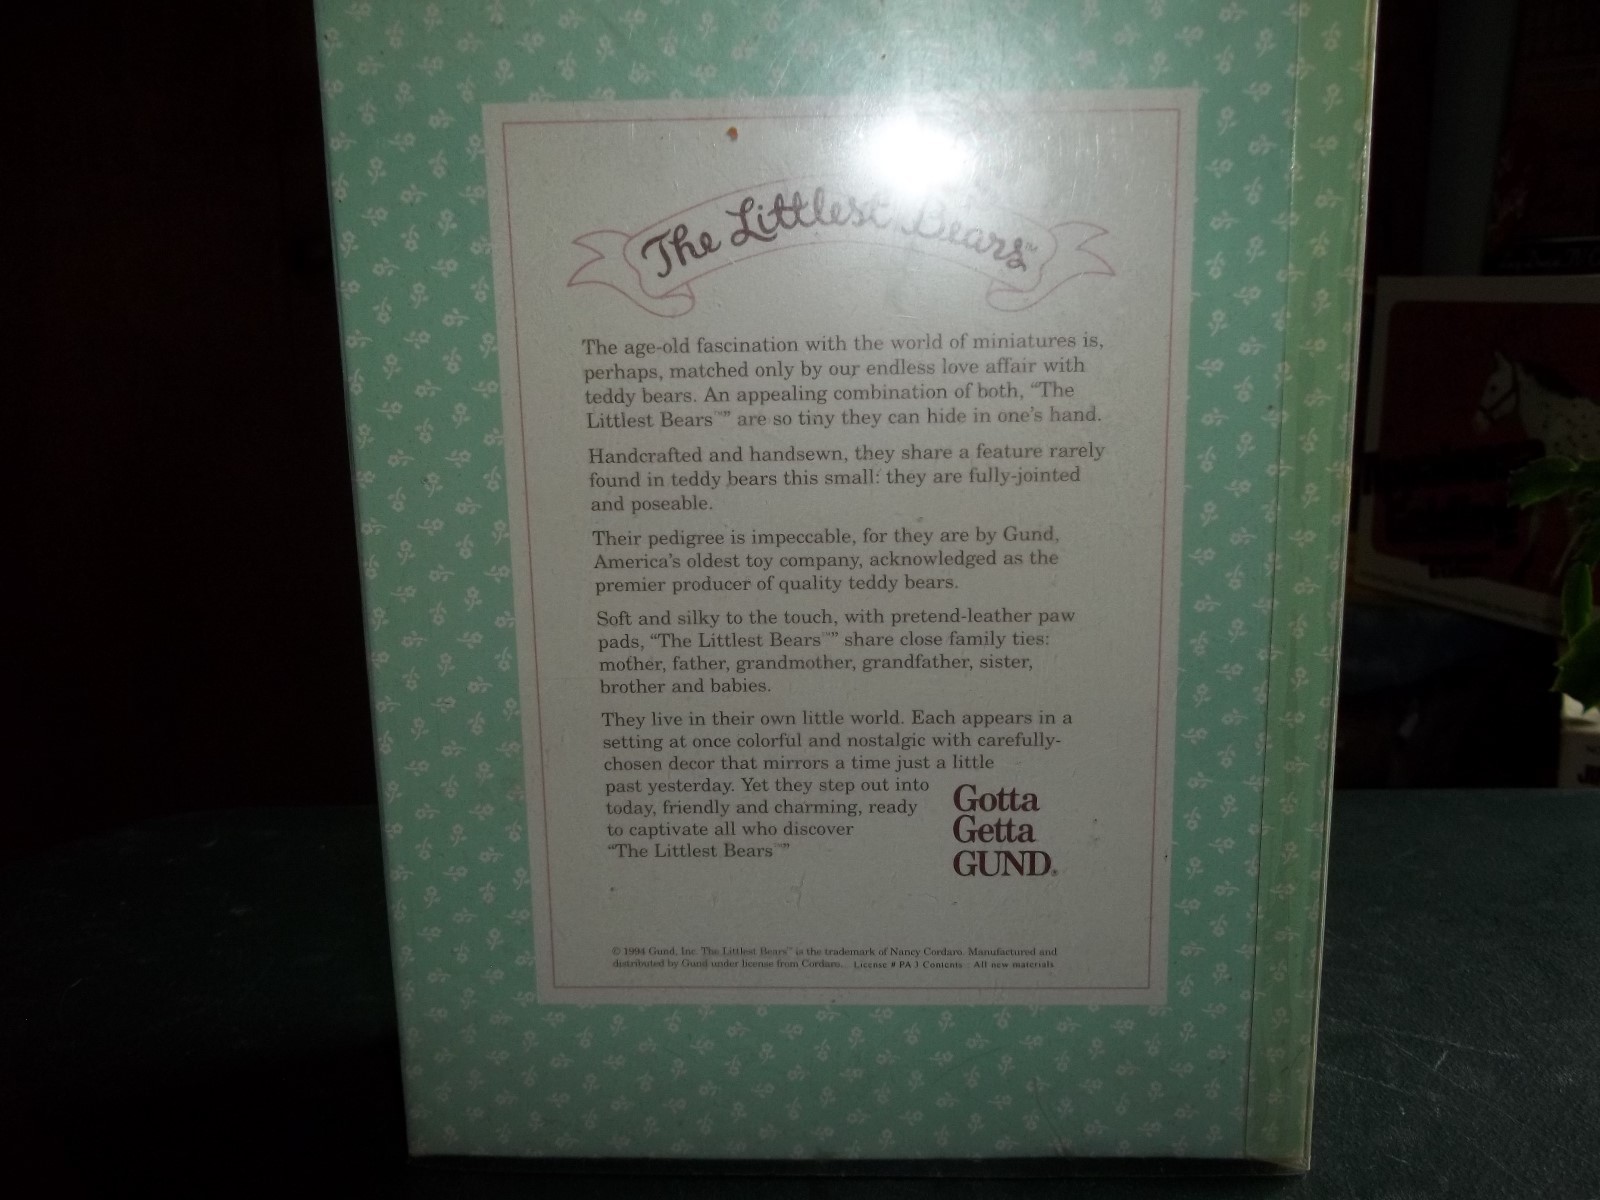 The Littlest Bears™
The age-old fascination with the world of miniatures is,
perhaps, matched only by our endless love affair with
teddy bears. An appealing combination of both, “The
Littlest Bears™” are so tiny they can hide in one’s hand.
Handcrafted and handsewn, they share a feature rarely
found in teddy bears this small: they are fully-jointed
and poseable.
Their pedigree is impeccable, for they are by Gund,
America’s oldest toy company, acknowledged as the
premier producer of quality teddy bears.
Soft and silky to the touch, with pretend-leather paw
pads, “The Littlest Bears™” share close family ties:
mother, father, grandmother, grandfather, sister,
brother and babies.
They live in their own little world. Each appears in a
setting at once colorful and nostalgic with carefully-
chosen decor that mirrors a time just a little
past yesterday. Yet they step out into
today, friendly and charming, ready
to captivate all who discover
“The Littlest Bears™”
Gotta
Getta
GUND®
© 1994 Gund, Inc. The Littlest Bears™ is the trademark of Nancy Cordaro. Manufactured and
distributed by Gund under license from Cordaro. License # PA 3 Contents : All new materials